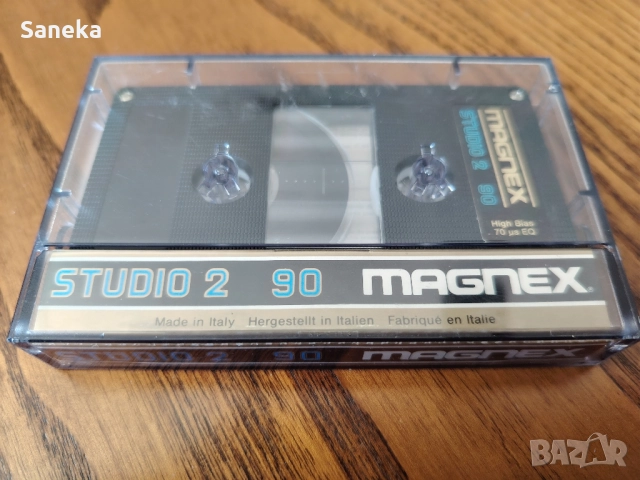 Saneka
MAGNEX
STUDIO 2 90
High Bias
70 µs EQ
STUDIO 2 90 MAGNEX
Made in Italy Hergestellt in Italien Fabriqué en Italie
STUDIO 2 90 MAGNEX
BAZAR